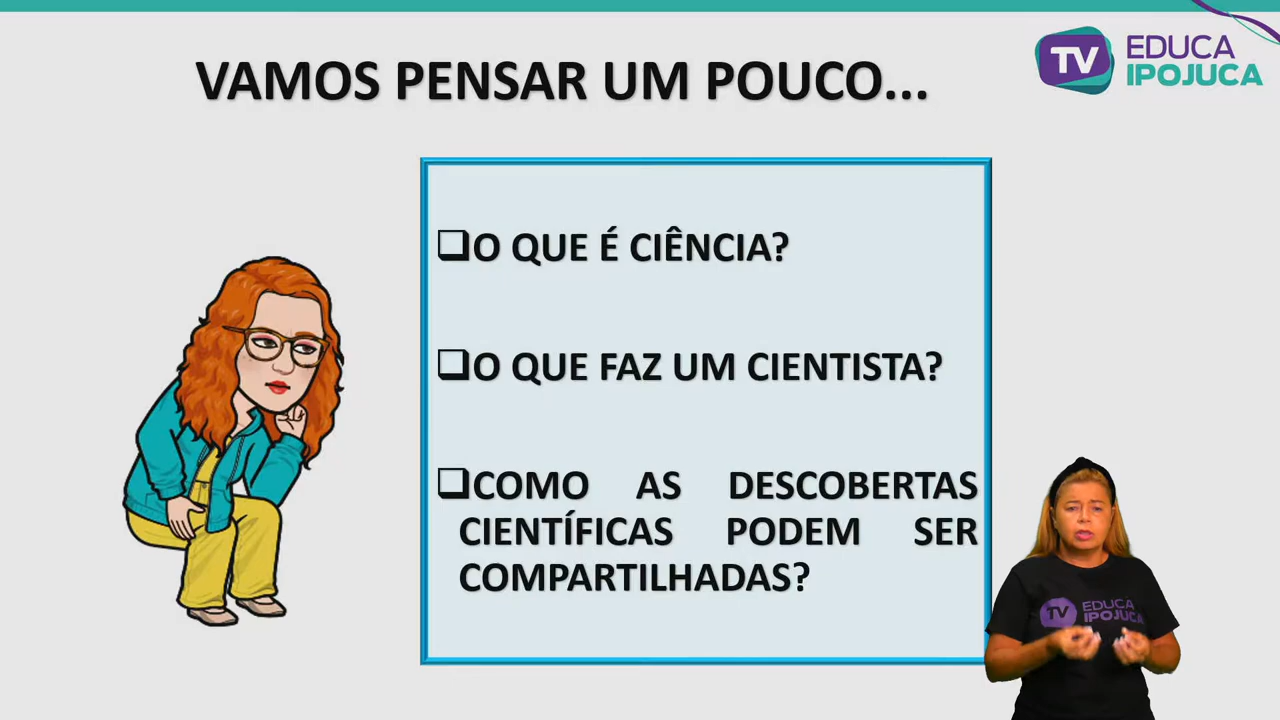 VAMOS PENSAR UM POUCO...
TV EDUCA
IPOJUCA
O QUE É CIÊNCIA?
O QUE FAZ UM CIENTISTA?
COMO AS DESCOBERTAS
CIENTÍFICAS PODEM SER
COMPARTILHADAS?
TV EDUCA
IPOJUCA